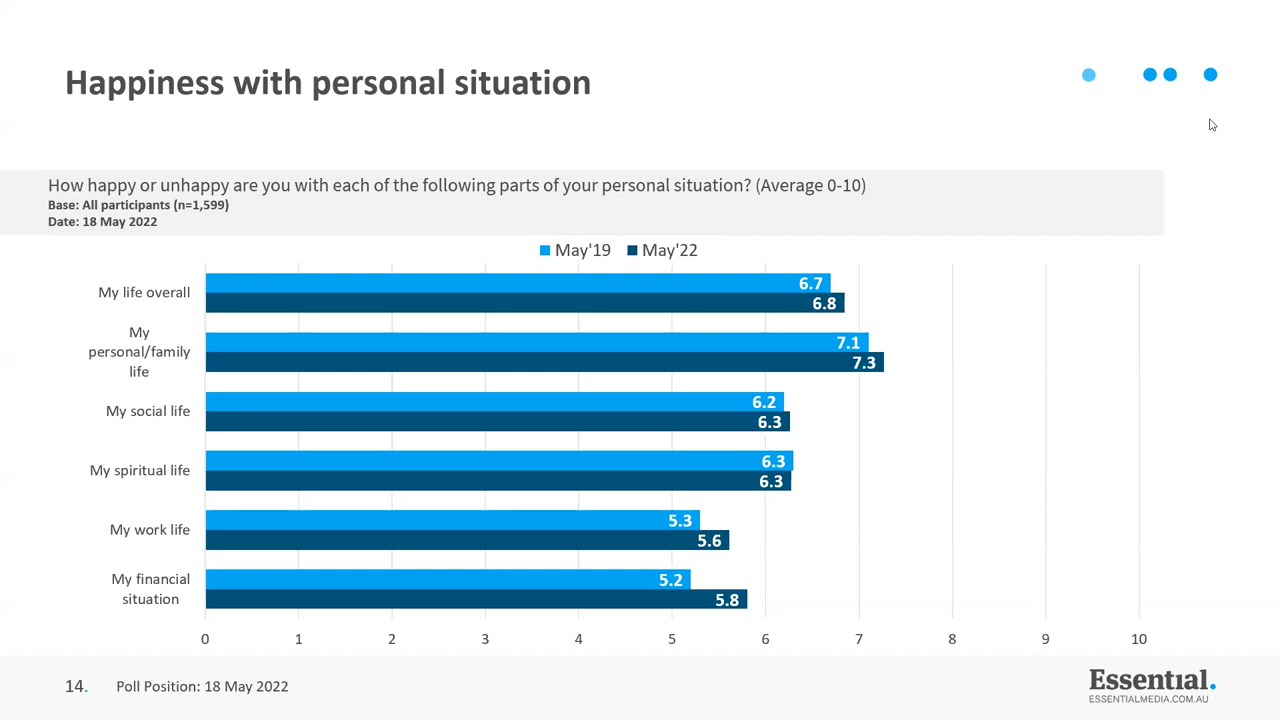 Happiness with personal situation
How happy or unhappy are you with each of the following parts of your personal situation? (Average 0-10)
Base: All participants (n=1,599)
Date: 18 May 2022
May'19 May'22
My life overall
6.7
6.8
My
personal/family
life
7.1
7.3
My social life
6.2
6.3
My spiritual life
6.3
6.3
My work life
5.3
5.6
My financial
situation
5.2
5.8
0 1 2 3 4 5 6 7 8 9 10
14. Poll Position: 18 May 2022
Essential.
ESSENTIALMEDIA.COM.AU